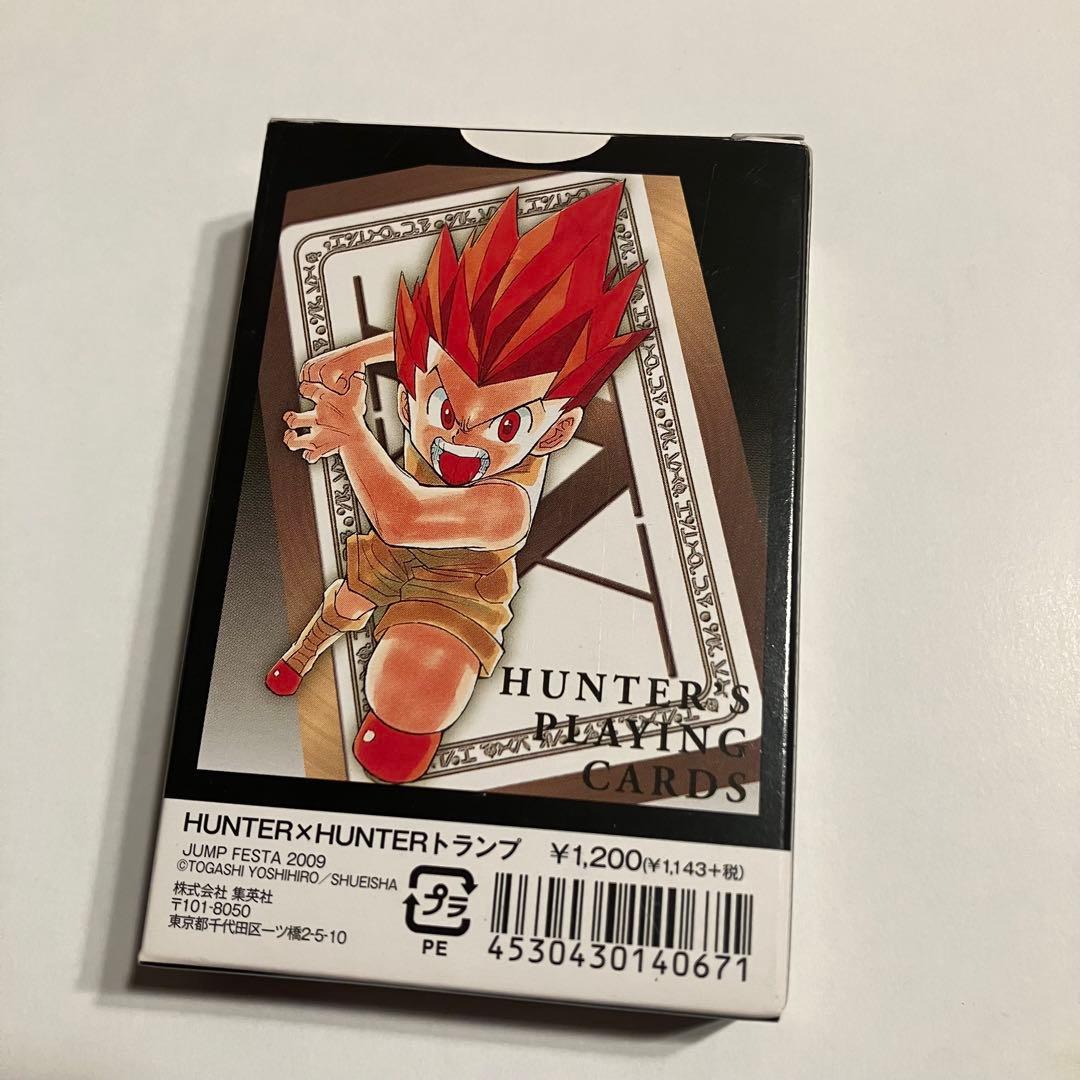 HUNTER'S
PLAYING
CARDS
HUNTER×HUNTERトランプ ¥1,200(¥1,143+税)
JUMP FESTA 2009
©TOGASHI YOSHIHIRO/SHUEISHA
株式会社 集英社
〒101-8050
東京都千代田区一ツ橋2-5-10
プラ
PE
4530430140671